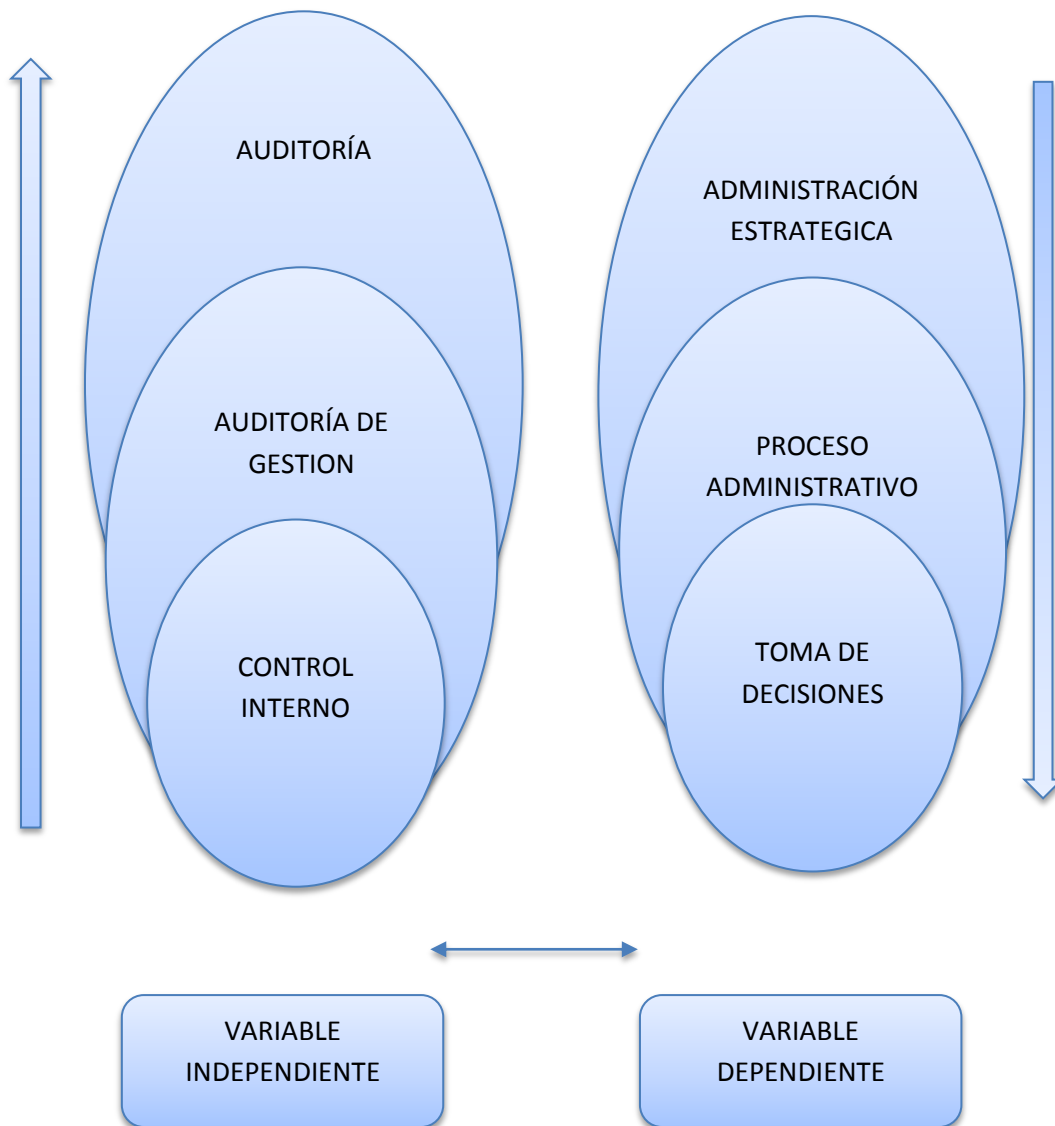 AUDITORÍA
AUDITORÍA DE
GESTION
CONTROL
INTERNO
ADMINISTRACIÓN
ESTRATEGICA
PROCESO
ADMINISTRATIVO
TOMA DE
DECISIONES
VARIABLE
INDEPENDIENTE
VARIABLE
DEPENDIENTE